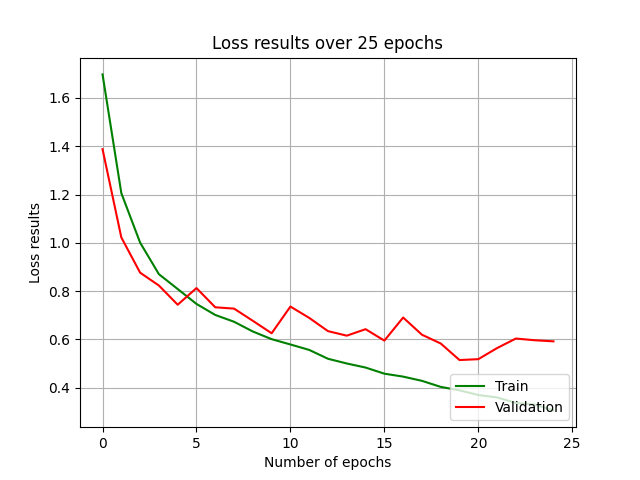 Loss results over 25 epochs
Loss results
1.6
1.4
1.2
1.0
0.8
0.6
0.4
Train
Validation
0 5 10 15 20 25
Number of epochs